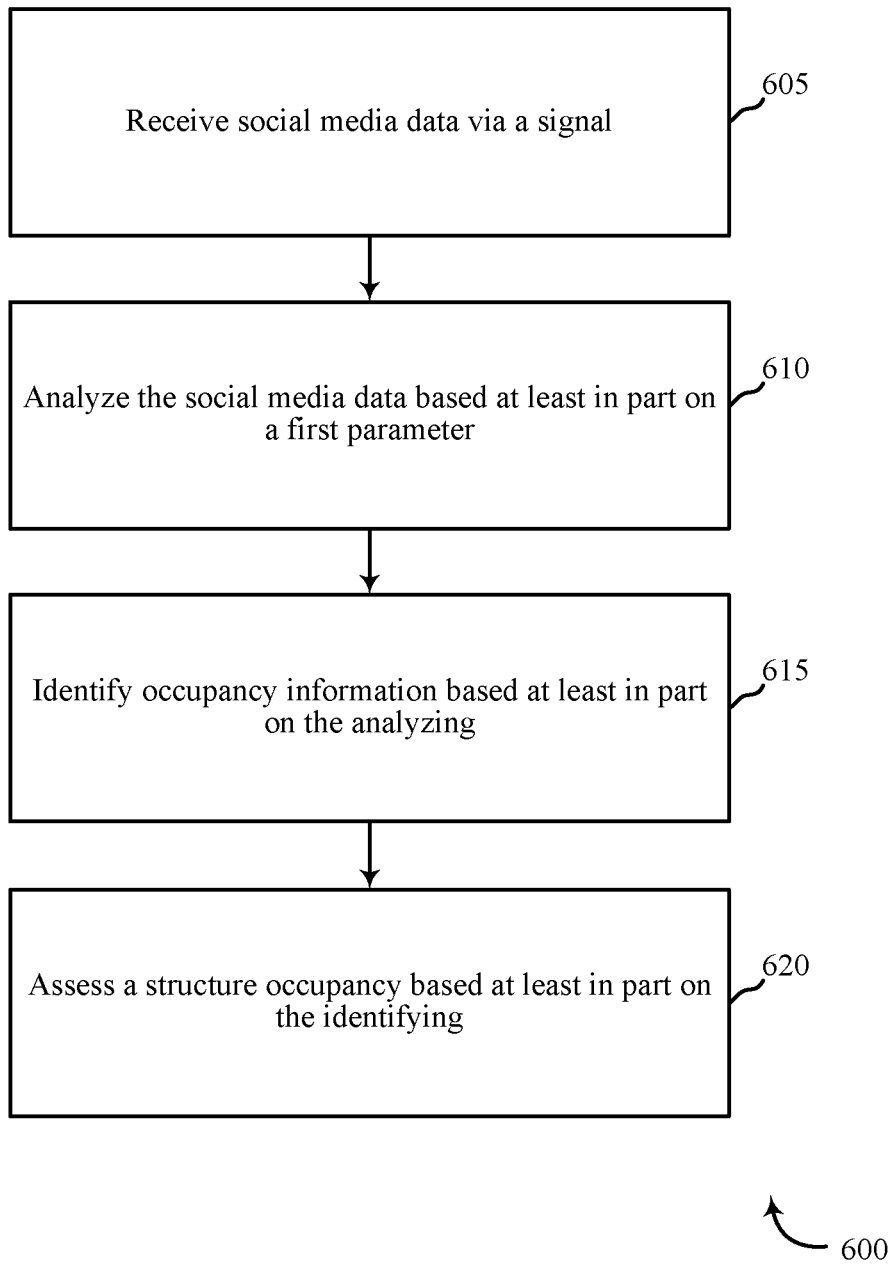 Receive social media data via a signal
605
Analyze the social media data based at least in part on
a first parameter
610
Identify occupancy information based at least in part
on the analyzing
615
Assess a structure occupancy based at least in part on
the identifying
620
600